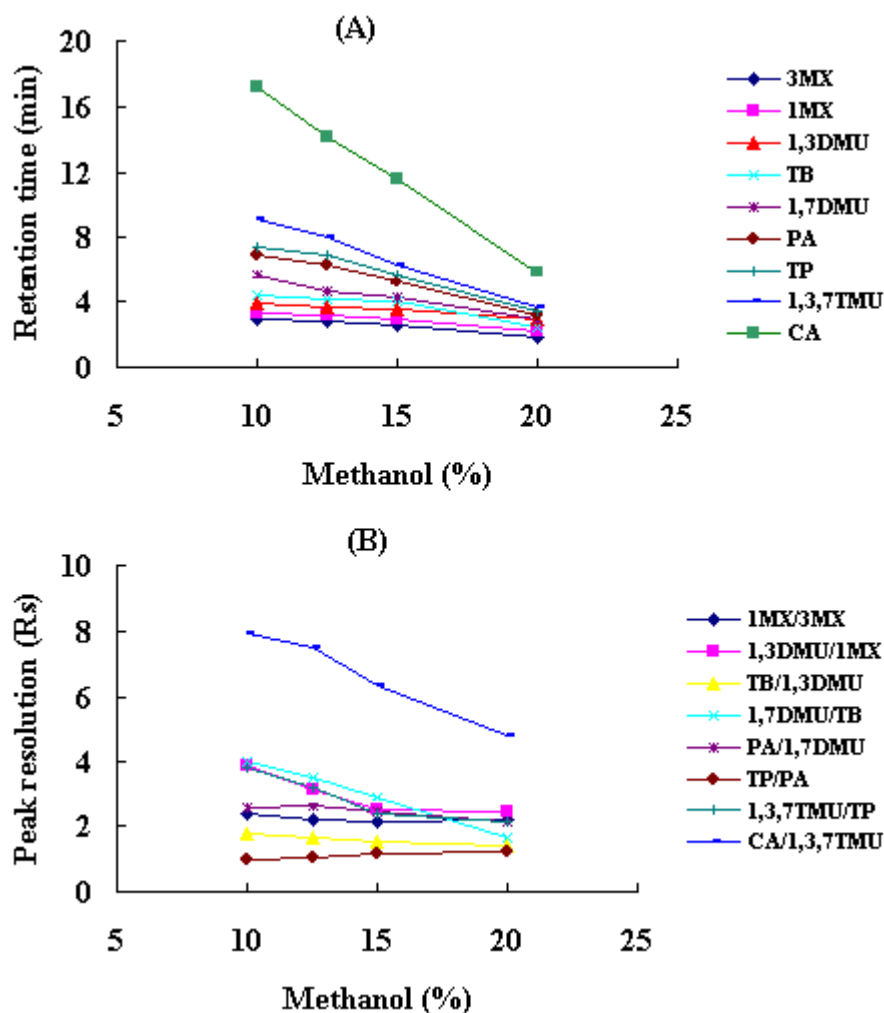 (A)
Retention time (min)
20
16
12
8
4
0
5 10 15 20 25
Methanol (%)
3MX
1MX
1,3DMU
TB
1,7DMU
PA
TP
1,3,7TMU
CA
(B)
Peak resolution (Rs)
10
8
6
4
2
0
5 10 15 20 25
Methanol (%)
1MX/3MX
1,3DMU/1MX
TB/1,3DMU
1,7DMU/TB
PA/1,7DMU
TP/PA
1,3,7TMU/TP
CA/1,3,7TMU